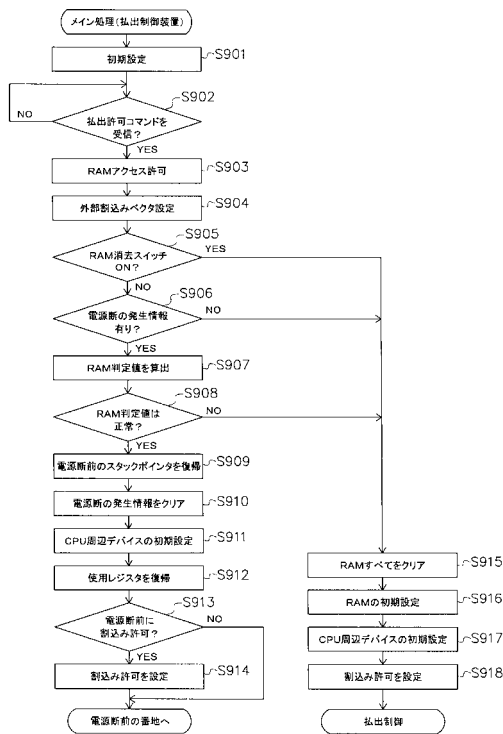 メイン処理(払出制御装置)
初期設定
S901
S902
払出許可コマンドを
受信?
NO
YES
RAMアクセス許可
S903
外部割込みベクタ設定
S904
S905
RAM消去スイッチ
ON?
YES
NO
S906
電源断の発生情報
有り?
NO
YES
RAM判定値を算出
S907
S908
RAM判定値は
正常?
NO
YES
電源断前のスタックポインタを復帰
S909
電源断の発生情報をクリア
S910
CPU周辺デバイスの初期設定
S911
使用レジスタを復帰
S912
S913
電源断前に
割込み許可?
NO
YES
割込み許可を設定
S914
電源断前の番地へ
RAMすべてをクリア
S915
RAMの初期設定
S916
CPU周辺デバイスの初期設定
S917
割込み許可を設定
S918
払出制御